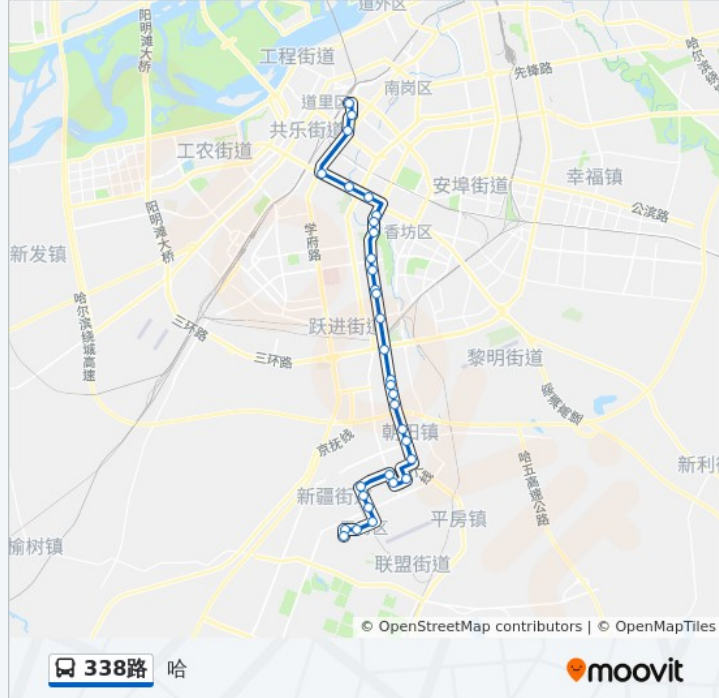 道外区
阳明滩大桥
工程街道
哈尔滨绕城
先锋路
南岗区
道里区
共乐街道
工农街道
安埠街道
幸福镇
公滨路
阳明滩大桥
学府路
香坊区
新发镇
哈尔滨绕城高速
三环路
跃进街道
三环路
黎明街道
朝阳镇
京抚线
哈五高速公路
新利街
新疆街
线
平房镇
区
榆树镇
联盟街道
© OpenStreetMap contributors | © OpenMapTiles
338路 哈
moovit